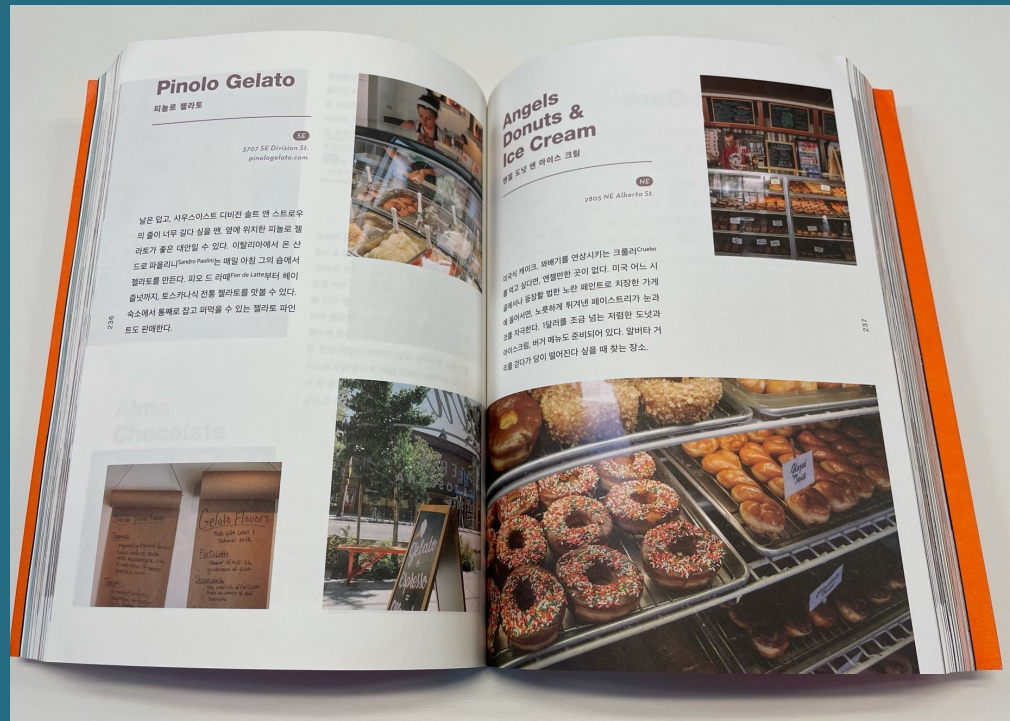 Pinolo Gelato
피놀로 젤라토
SE
3707 SE Division St.
pinologelato.com
날은 덥고, 사우스이스트 디비전 솔트 앤 스트로우
의 줄이 너무 길다 싶을 땐, 옆에 위치한 피놀로 젤
라토가 좋은 대안일 수 있다. 이탈리아에서 온 산
드로 파올리니Sandro Paolini는 매일 아침 그의 숍에서
젤라토를 만든다. 피오 드 라떼Fior de Latte부터 헤이
즐넛까지, 토스카나식 전통 젤라토를 맛볼 수 있다.
숙소에서 통째로 잡고 퍼먹을 수 있는 젤라토 파인
트도 판매한다.
236
Alma
Chocolate
Gelato Flavors
Gelato
Espresso
Angels
Donuts &
Ice Cream
엔젤 도넛 앤 아이스 크림
NE
2805 NE Alberta St.
미국식 케이크, 꽈배기를 연상시키는 크룰러Crueler
를 먹고 싶다면, 엔젤만한 곳이 없다. 미국 어느 시
골에서나 등장할 법한 노란 페인트로 치장한 가게
에 들어서면, 노릇하게 튀겨낸 페이스트리가 눈과
코를 자극한다. 1달러를 조금 넘는 저렴한 도넛과
아이스크림, 버거 메뉴도 준비되어 있다. 알버타 거
리를 걷다가 당이 떨어진다 싶을 때 찾는 장소.
237
Glazed
Twist